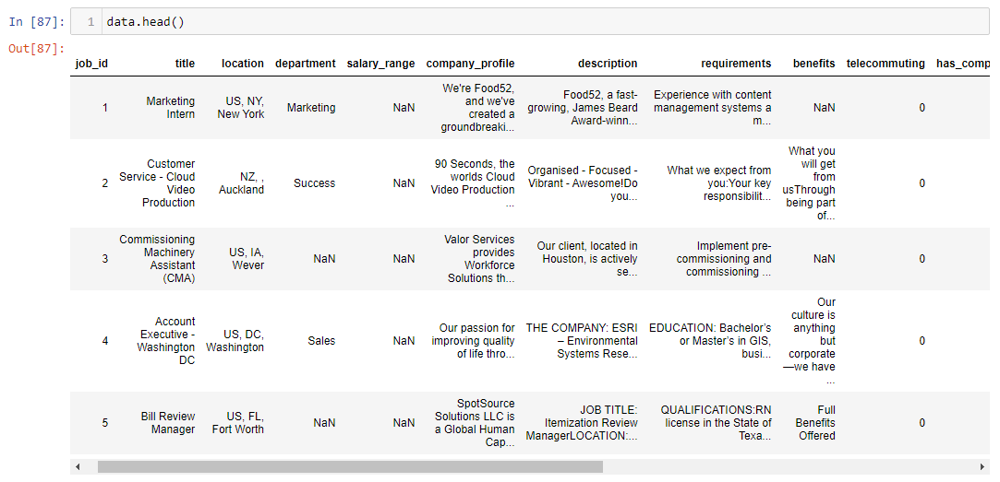 In [87]: 1 data.head()
Out[87]:
job_id title location department salary_range company_profile description requirements benefits telecommuting has_comp
We're Food52,
Marketing US, NY, and we've Food52, a fast- Experience with content
1 Intern New York Marketing NaN created a growing, James Beard management systems a NaN 0
groundbreaki... Award-winn... m...
What you
Customer 90 Seconds, the will get
Service - Cloud NZ, , worlds Cloud Organised - Focused - What we expect from from
2 Video Auckland Success NaN Video Production Vibrant - Awesome!Do you:Your key usThrough 0
Production ... you... responsibilit... being part
of...
Commissioning Valor Services
Machinery US, IA, provides Our client, located in Implement pre-
3 Assistant Wever NaN NaN Workforce Houston, is actively commissioning and NaN 0
(CMA) Solutions th... se... commissioning ...
Our
culture is
Account Our passion for THE COMPANY: ESRI EDUCATION: Bachelor’s anything
4 Executive - US, DC, Sales NaN improving quality – Environmental or Master’s in GIS, but 0
Washington Washington of life thro... Systems Rese... busi... corporate
DC —we have
...
SpotSource
Bill Review US, FL, Solutions LLC is JOB TITLE: QUALIFICATIONS:RN Full
5 Manager Fort Worth NaN NaN a Global Human Itemization Review license in the State of Benefits 0
Cap... ManagerLOCATION:... Texa... Offered